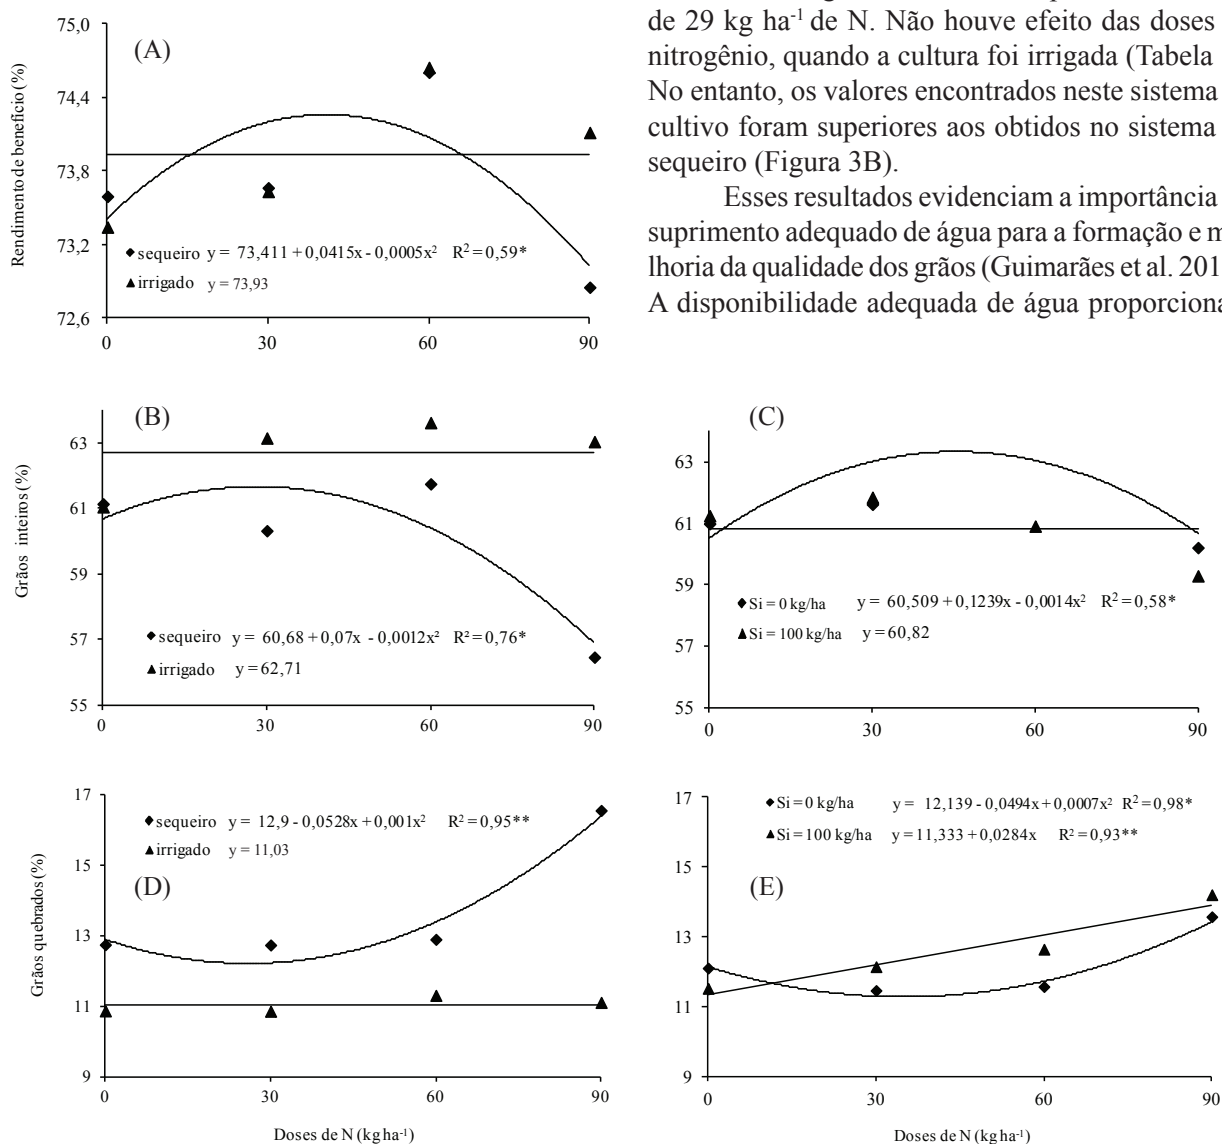 75,0
74,4
73,8
73,2
72,6
Rendimento de benefício (%)
(A)
sequeiro y = 73,411 + 0,0415x - 0,0005x² R² = 0,59*
irrigado y = 73,93
0 30 60 90
de 29 kg ha⁻¹ de N. Não houve efeito das doses
nitrogênio, quando a cultura foi irrigada (Tabela
No entanto, os valores encontrados neste sistema
cultivo foram superiores aos obtidos no sistema
sequeiro (Figura 3B).
Esses resultados evidenciam a importância
suprimento adequado de água para a formação e m
lhoria da qualidade dos grãos (Guimarães et al. 201
A disponibilidade adequada de água proporciona
(B)
63
61
59
57
55
Grãos inteiros (%)
sequeiro y = 60,68 + 0,07x - 0,0012x² R² = 0,76*
irrigado y = 62,71
0 30 60 90
(C)
63
61
59
57
55
Si = 0 kg/ha y = 60,509 + 0,1239x - 0,0014x² R² = 0,58*
Si = 100 kg/ha y = 60,82
0 30 60 90
17
15
13
11
9
Grãos quebrados (%)
sequeiro y = 12,9 - 0,0528x + 0,001x² R² = 0,95**
irrigado y = 11,03
(D)
0 30 60 90
Doses de N (kg ha⁻¹)
17
15
13
11
9
Si = 0 kg/ha y = 12,139 - 0,0494x + 0,0007x² R² = 0,98*
Si = 100 kg/ha y = 11,333 + 0,0284x R² = 0,93**
(E)
0 30 60 90
Doses de N (kg ha⁻¹)